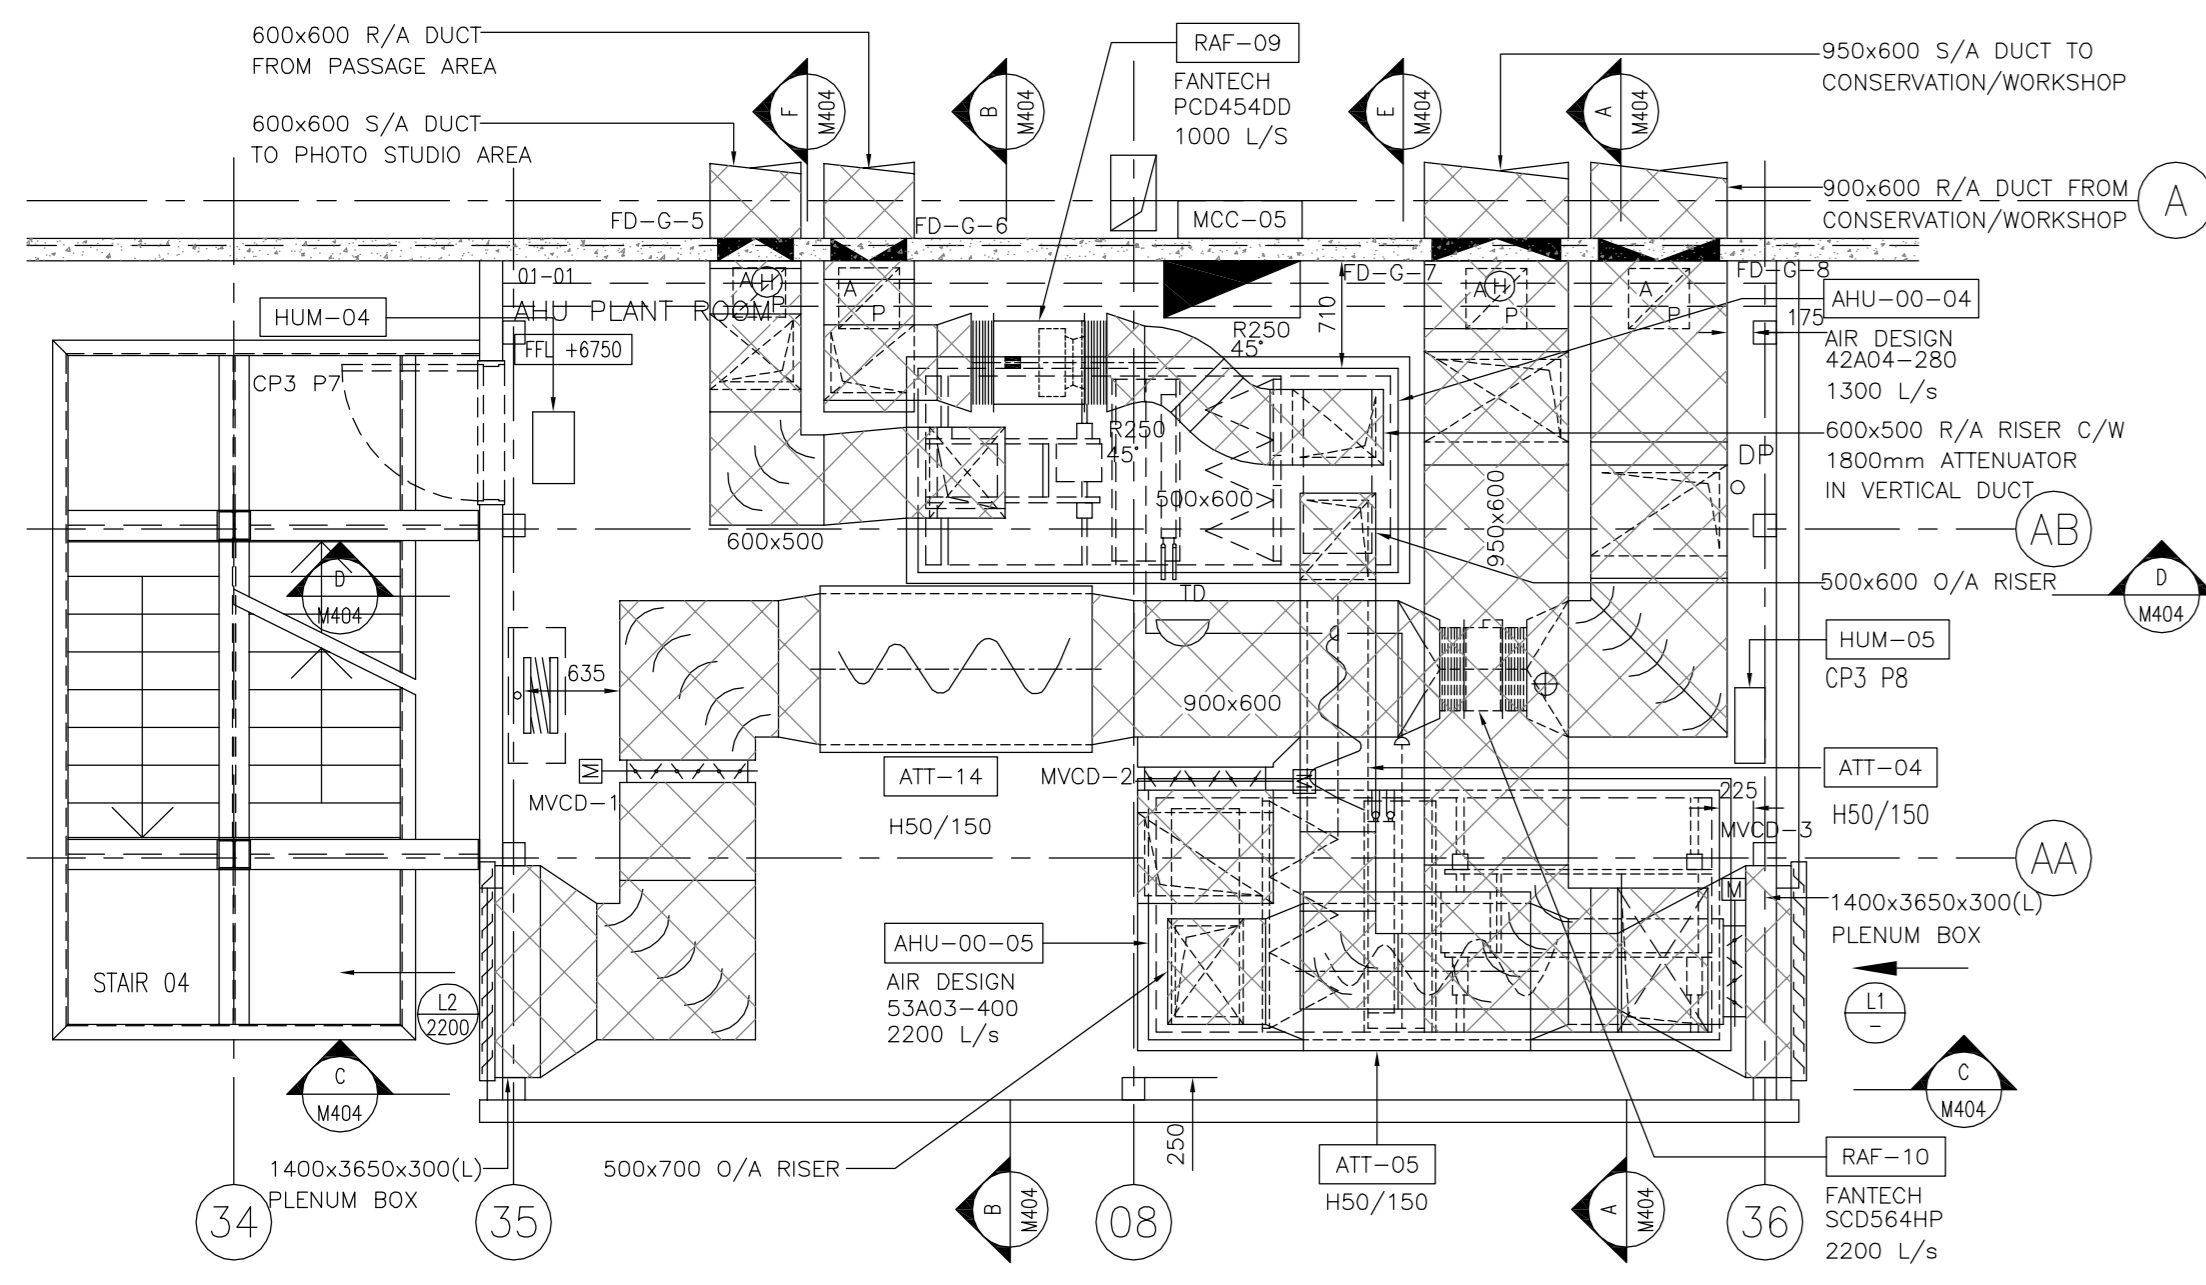 600x600 R/A DUCT
FROM PASSAGE AREA
600x600 S/A DUCT
TO PHOTO STUDIO AREA
F
M404
B
M404
RAF-09
FANTECH
PCD454DD
1000 L/S
E
M404
A
M404
950x600 S/A DUCT TO
CONSERVATION/WORKSHOP
900x600 R/A DUCT FROM
CONSERVATION/WORKSHOP
A
FD-G-5
FD-G-6
MCC-05
FD-G-7
FD-G-8
01-01
AHU PLANT ROOM
HUM-04
FFL +6750
CP3 P7
A
H
P
A
P
A
H
P
A
P
710
R250
45°
R250
45°
175
AHU-00-04
AIR DESIGN
42A04-280
1300 L/s
600x500 R/A RISER C/W
1800mm ATTENUATOR
IN VERTICAL DUCT
DP
AB
500x600
950x600
600x500
500x600 O/A RISER
D
M404
D
M404
TD
HUM-05
CP3 P8
635
900x600
M
MVCD-1
ATT-14
H50/150
MVCD-2
M
ATT-04
H50/150
225
MVCD-3
M
AA
1400x3650x300(L)
PLENUM BOX
STAIR 04
L2
2200
AHU-00-05
AIR DESIGN
53A03-400
2200 L/s
L1
-
C
M404
C
M404
1400x3650x300(L)
PLENUM BOX
500x700 O/A RISER
250
B
M404
ATT-05
H50/150
A
M404
RAF-10
FANTECH
SCD564HP
2200 L/s
34
35
08
36